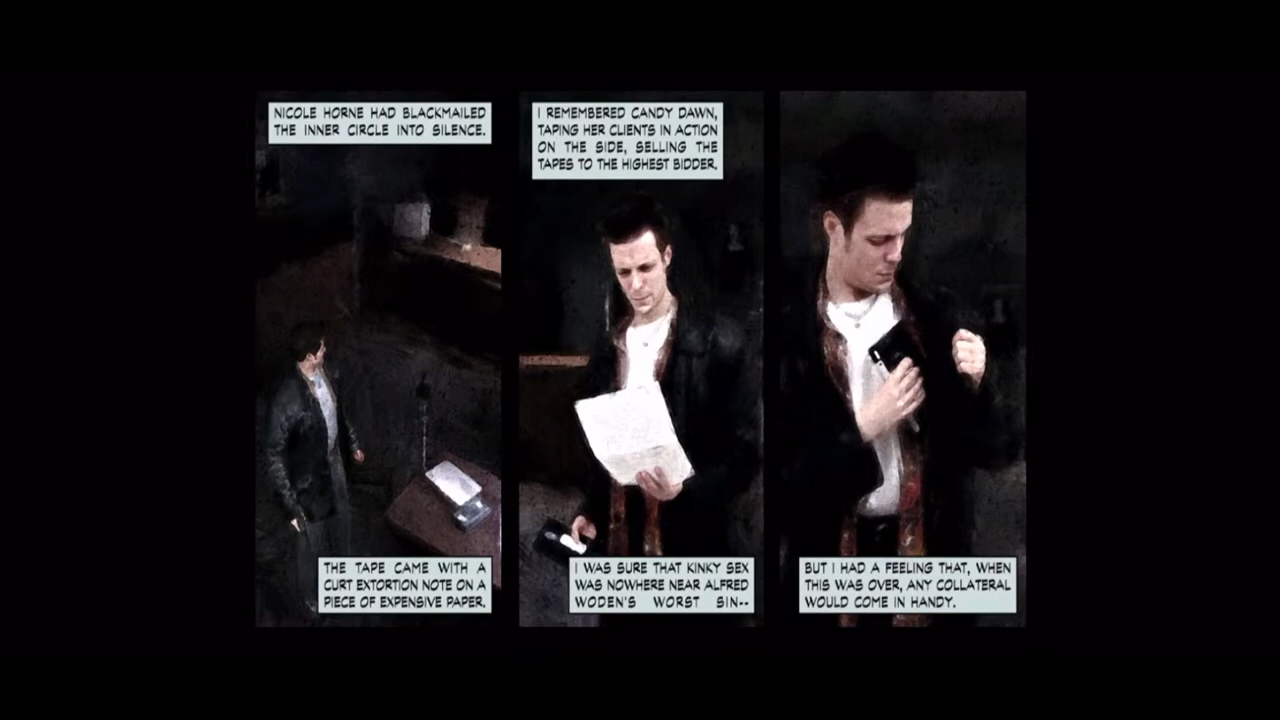 NICOLE HORNE HAD BLACKMAILED
THE INNER CIRCLE INTO SILENCE.
THE TAPE CAME WITH A
CURT EXTORTION NOTE ON A
PIECE OF EXPENSIVE PAPER.
I REMEMBERED CANDY DAWN,
TAPING HER CLIENTS IN ACTION
ON THE SIDE, SELLING THE
TAPES TO THE HIGHEST BIDDER.
I WAS SURE THAT KINKY SEX
WAS NOWHERE NEAR ALFRED
WODEN'S WORST SIN--
BUT I HAD A FEELING THAT, WHEN
THIS WAS OVER, ANY COLLATERAL
WOULD COME IN HANDY.